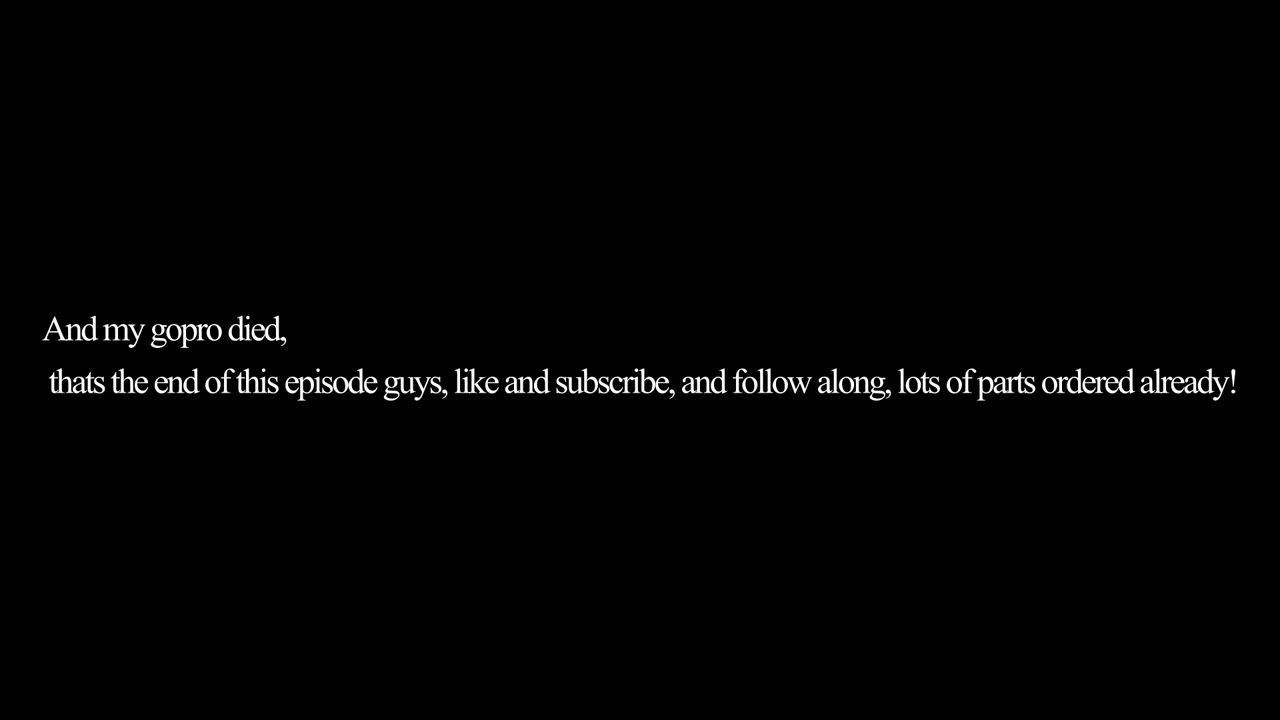 And my gopro died,
thats the end of this episode guys, like and subscribe, and follow along, lots of parts ordered already!